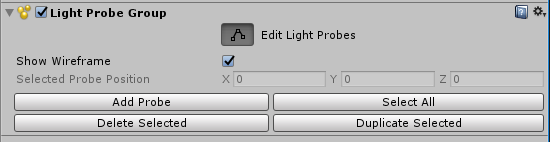 Light Probe Group
Edit Light Probes
Show Wireframe
Selected Probe Position X 0 Y 0 Z 0
Add Probe Select All
Delete Selected Duplicate Selected